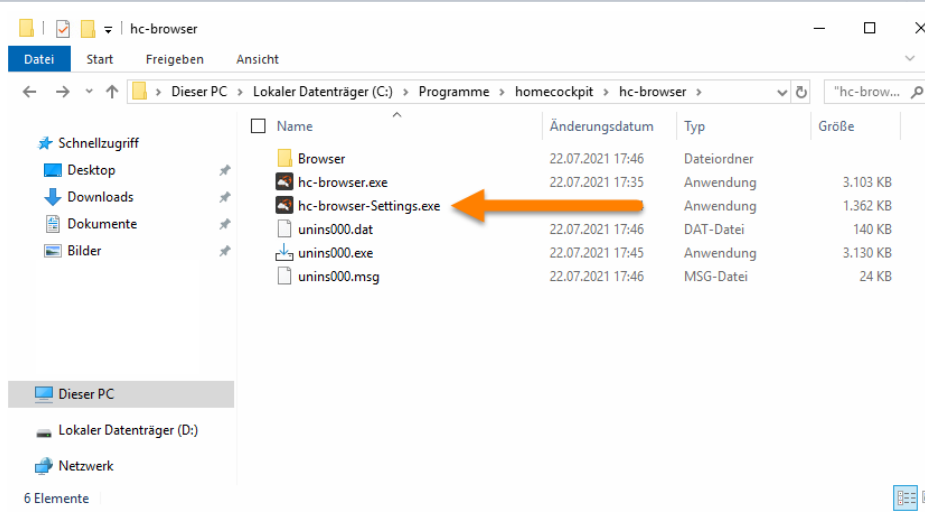 hc-browser
Datei Start Freigeben Ansicht
Dieser PC > Lokaler Datenträger (C:) > Programme > homecockpit > hc-browser > "hc-brow...
Name Änderungsdatum Typ Größe
Schnellzugriff
Desktop
Downloads
Dokumente
Bilder
Dieser PC
Lokaler Datenträger (D:)
Netzwerk
Browser 22.07.2021 17:46 Dateiordner
hc-browser.exe 22.07.2021 17:35 Anwendung 3.103 KB
hc-browser-Settings.exe Anwendung 1.362 KB
unins000.dat 22.07.2021 17:46 DAT-Datei 140 KB
unins000.exe 22.07.2021 17:45 Anwendung 3.130 KB
unins000.msg 22.07.2021 17:46 MSG-Datei 24 KB
6 Elemente